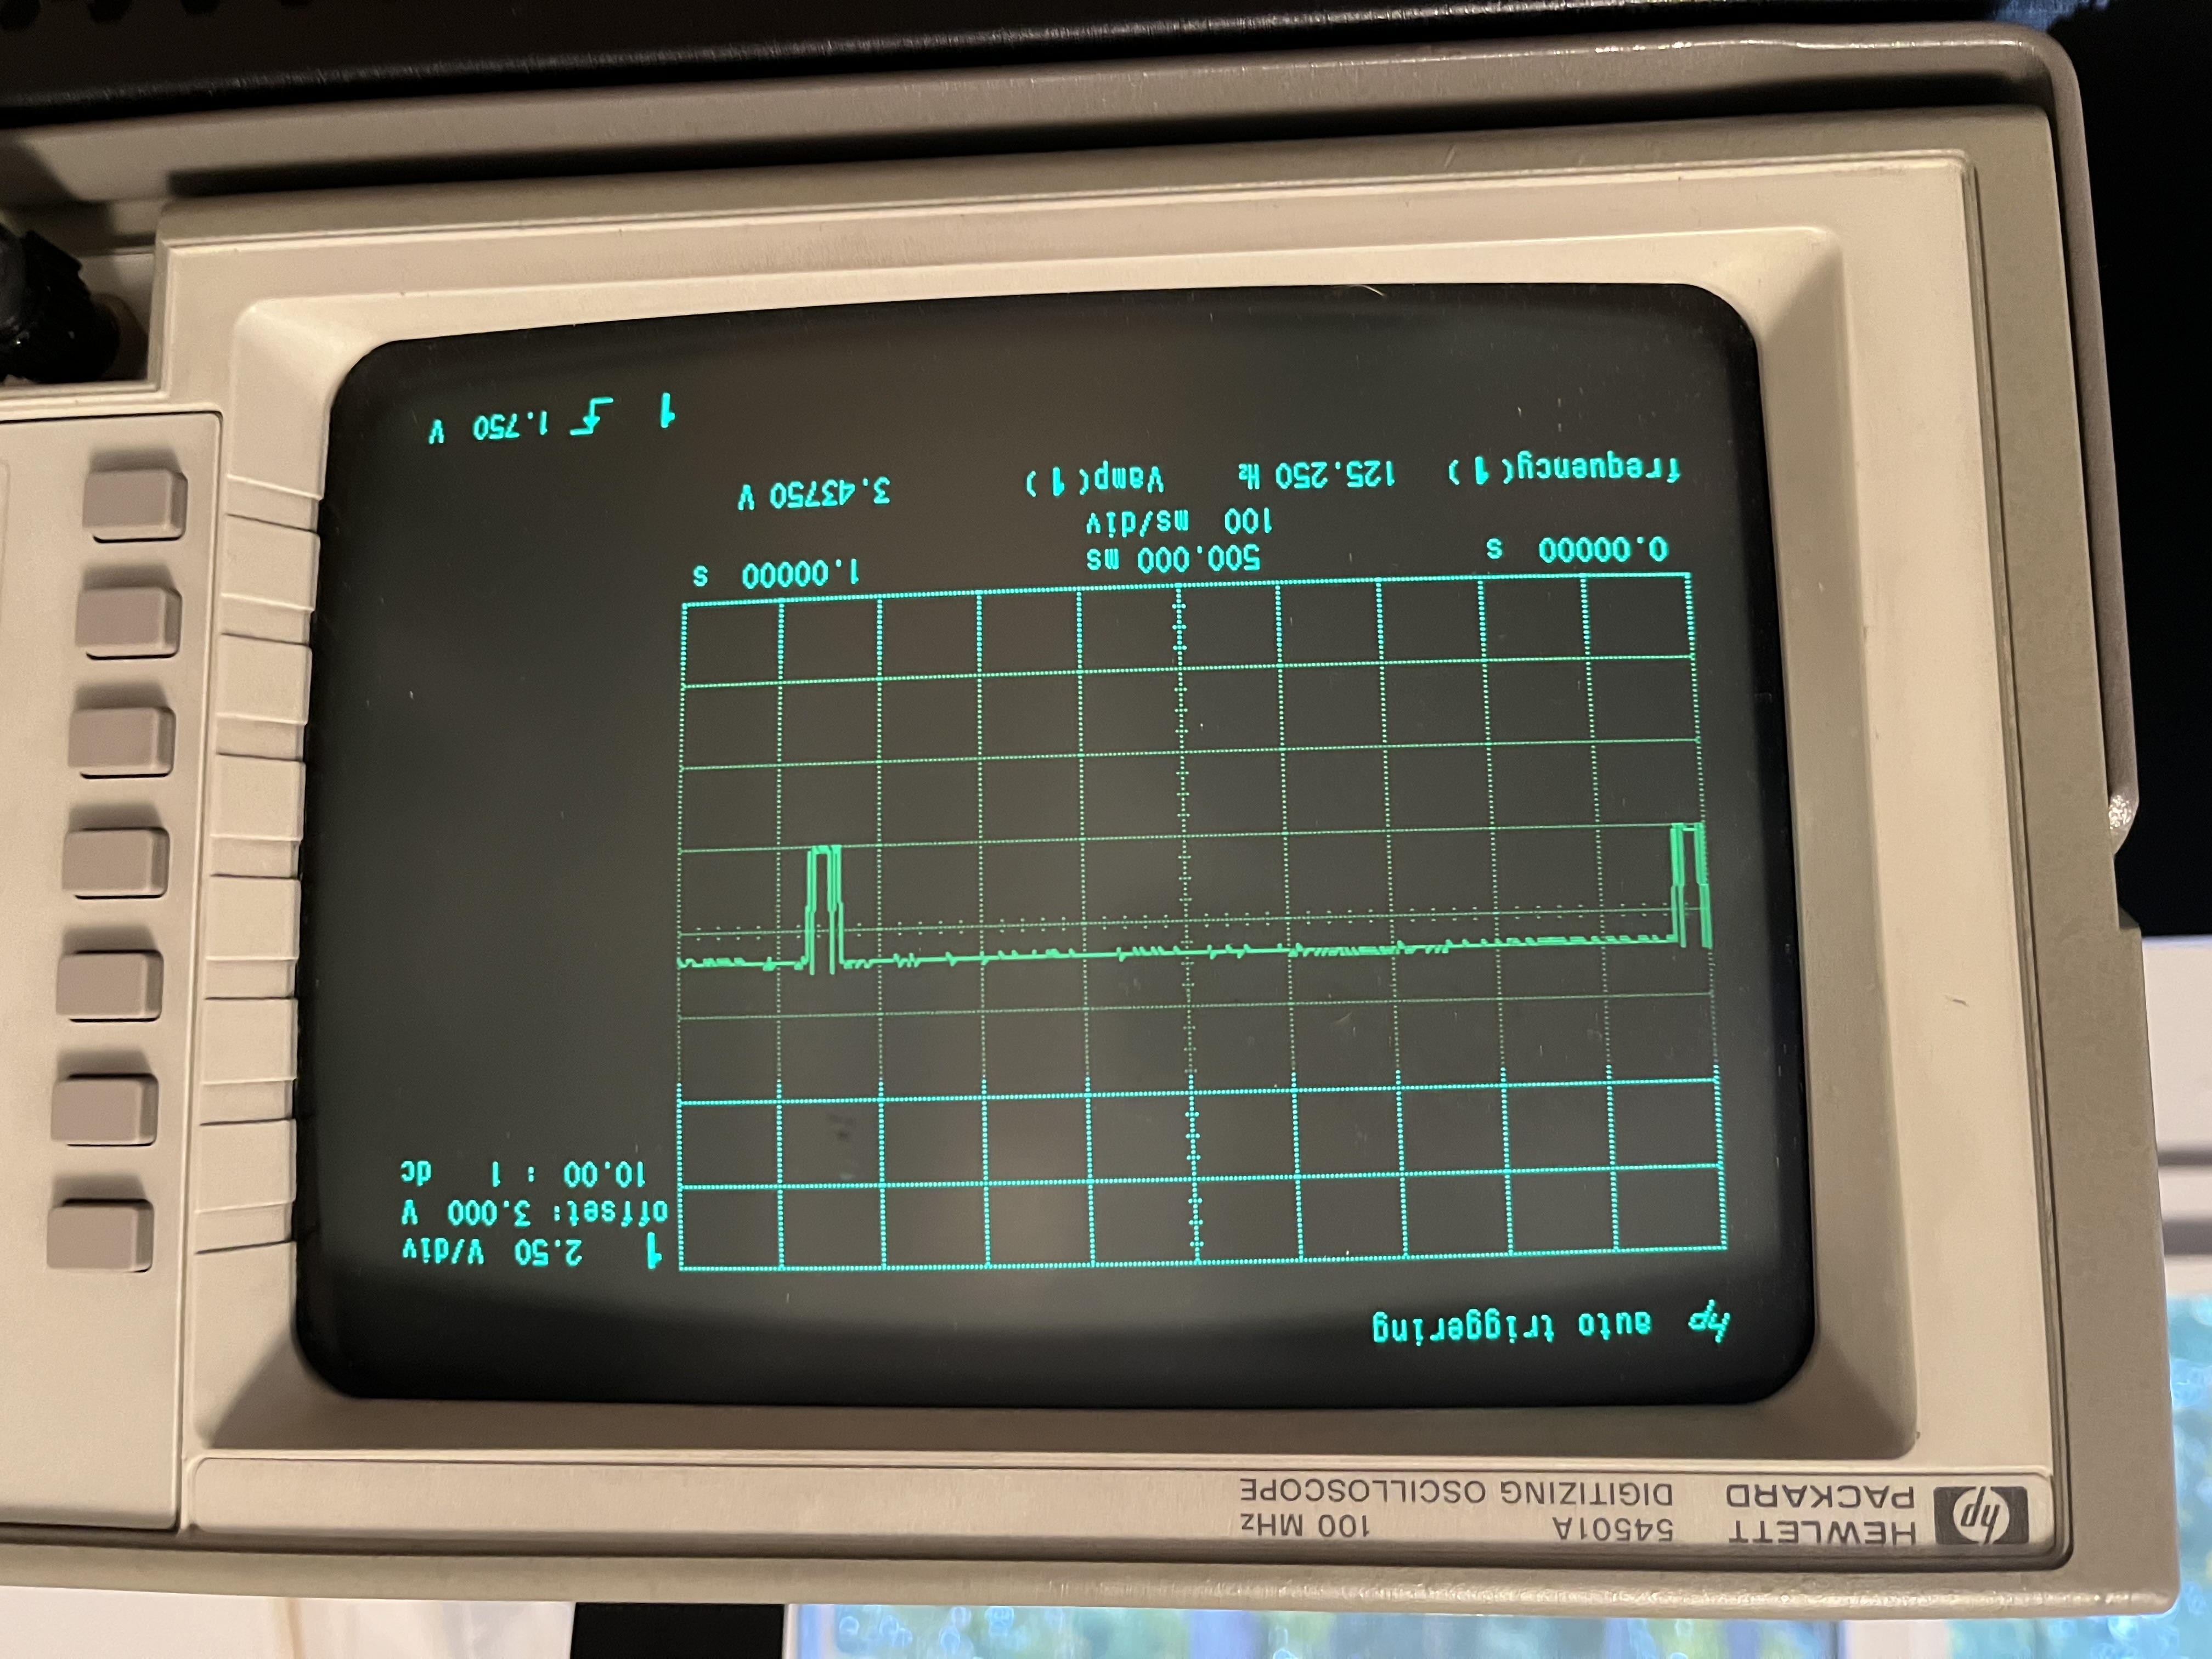 hp HEWLETT PACKARD 54501A 100 MHz
DIGITIZING OSCILLOSCOPE
hp auto triggering
1 2.50 V/div
offset: 3.000 V
10.00 : 1 dc
0.00000 s 500.000 ms 1.00000 s
100 ms/div
frequency(1) 125.250 Hz Vamp(1) 3.43750 V
1 1.750 V